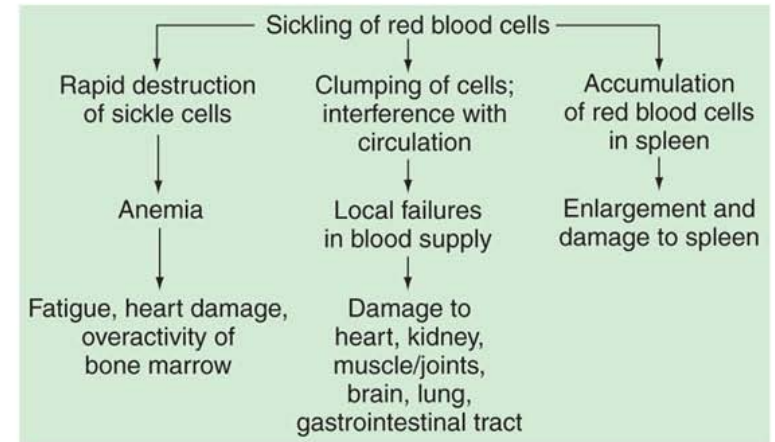 Sickling of red blood cells
Rapid destruction
of sickle cells
Anemia
Fatigue, heart damage,
overactivity of
bone marrow
Clumping of cells;
interference with
circulation
Local failures
in blood supply
Damage to
heart, kidney,
muscle/joints,
brain, lung,
gastrointestinal tract
Accumulation
of red blood cells
in spleen
Enlargement and
damage to spleen